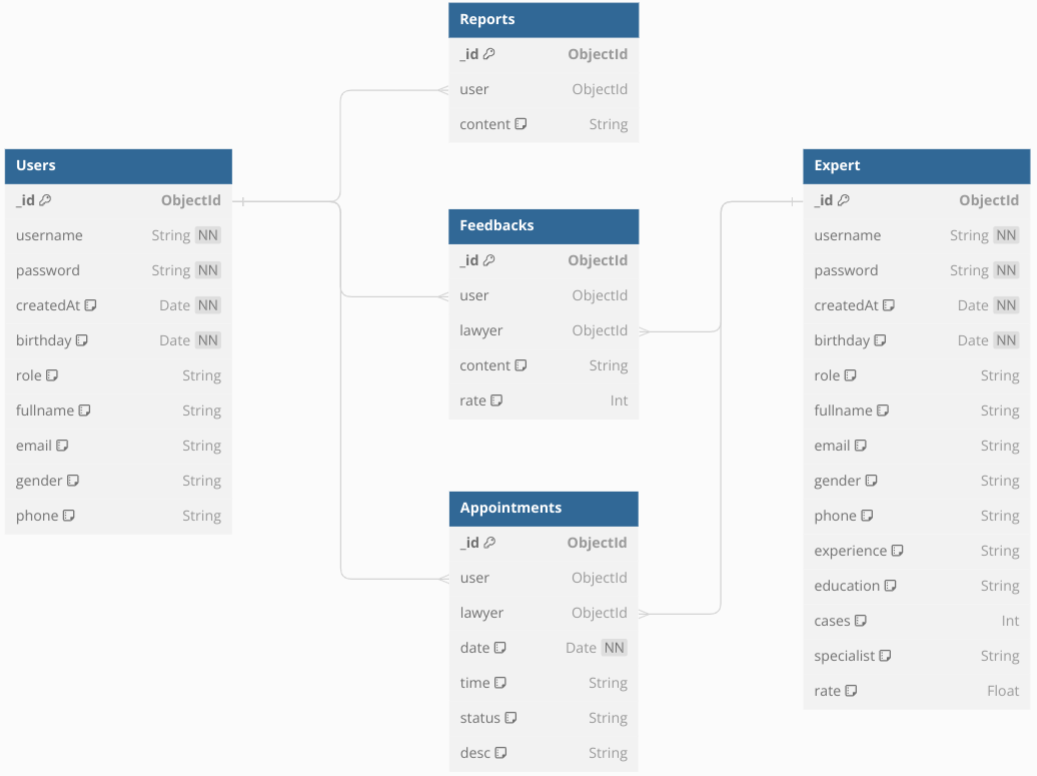 Reports
_id ObjectId
user ObjectId
content String
Users
_id ObjectId
username String NN
password String NN
createdAt Date NN
birthday Date NN
role String
fullname String
email String
gender String
phone String
Feedbacks
_id ObjectId
user ObjectId
lawyer ObjectId
content String
rate Int
Appointments
_id ObjectId
user ObjectId
lawyer ObjectId
date Date NN
time String
status String
desc String
Expert
_id ObjectId
username String NN
password String NN
createdAt Date NN
birthday Date NN
role String
fullname String
email String
gender String
phone String
experience String
education String
cases Int
specialist String
rate Float